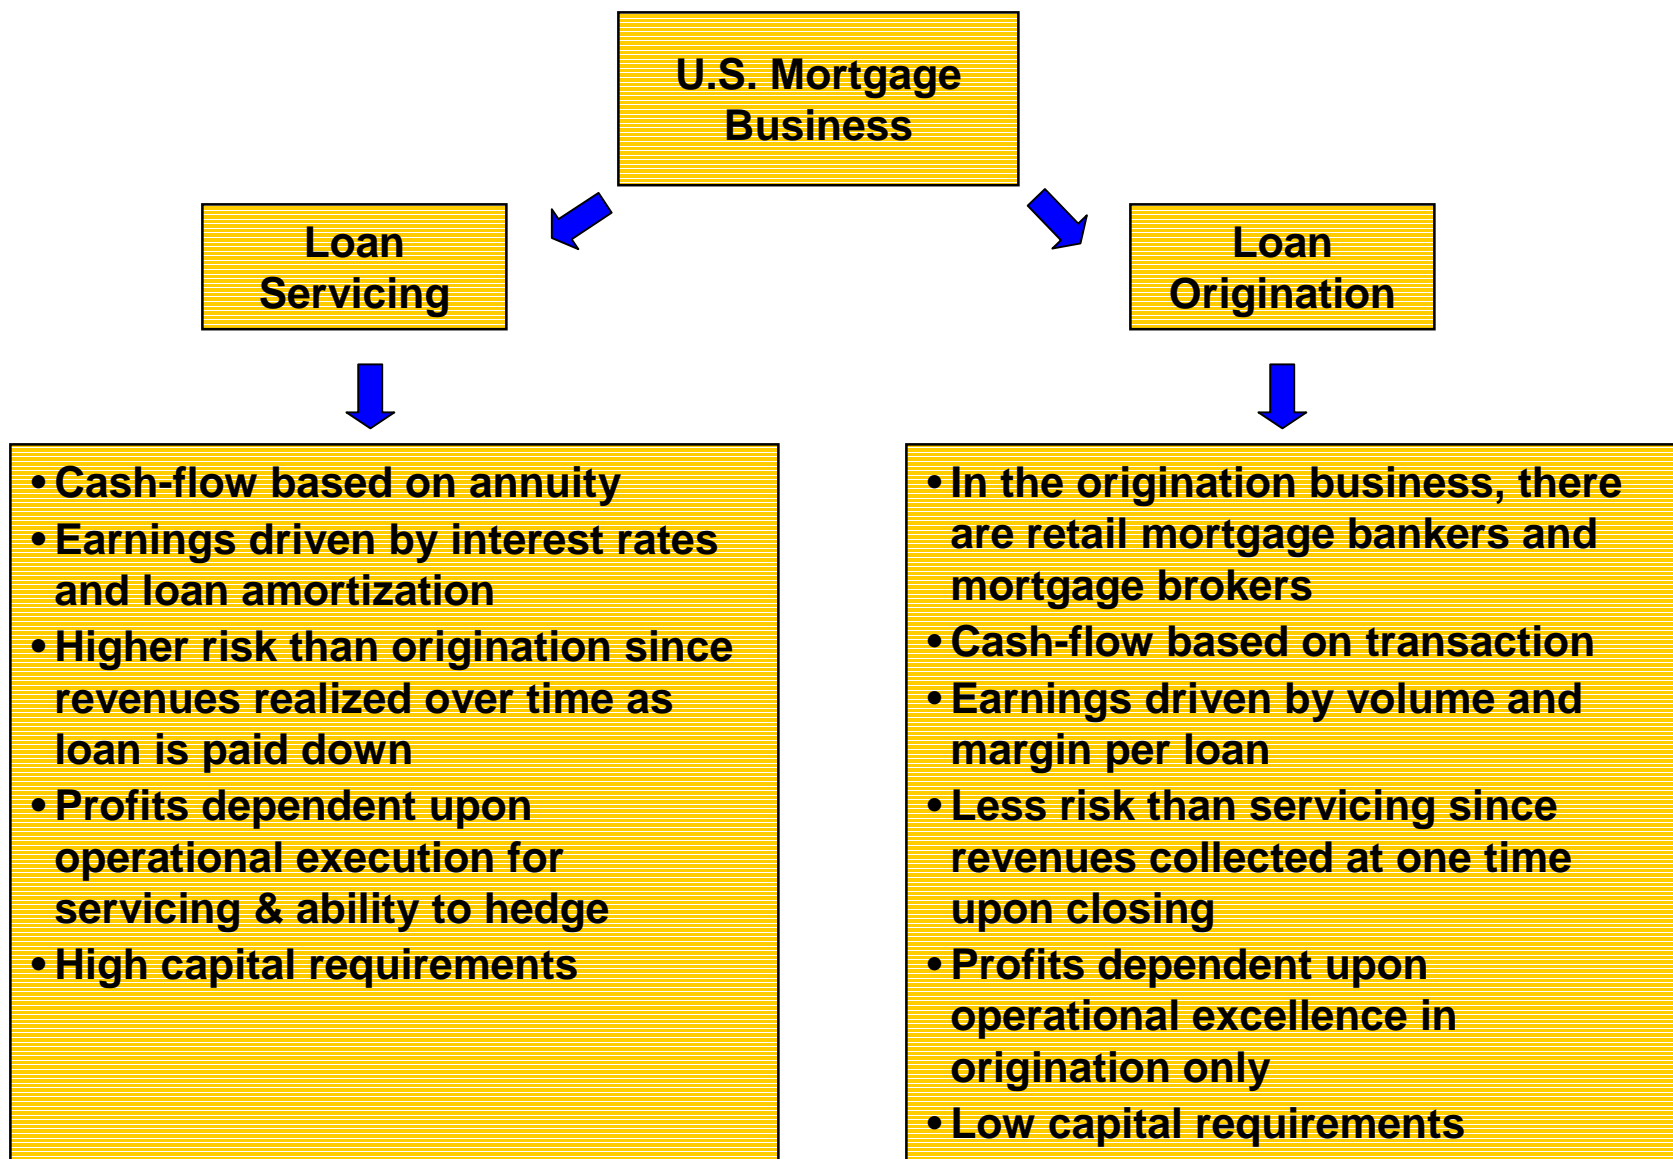 U.S. Mortgage
Business
Loan
Servicing
Loan
Origination
• Cash-flow based on annuity
• Earnings driven by interest rates
and loan amortization
• Higher risk than origination since
revenues realized over time as
loan is paid down
• Profits dependent upon
operational execution for
servicing & ability to hedge
• High capital requirements
• In the origination business, there
are retail mortgage bankers and
mortgage brokers
• Cash-flow based on transaction
• Earnings driven by volume and
margin per loan
• Less risk than servicing since
revenues collected at one time
upon closing
• Profits dependent upon
operational excellence in
origination only
• Low capital requirements